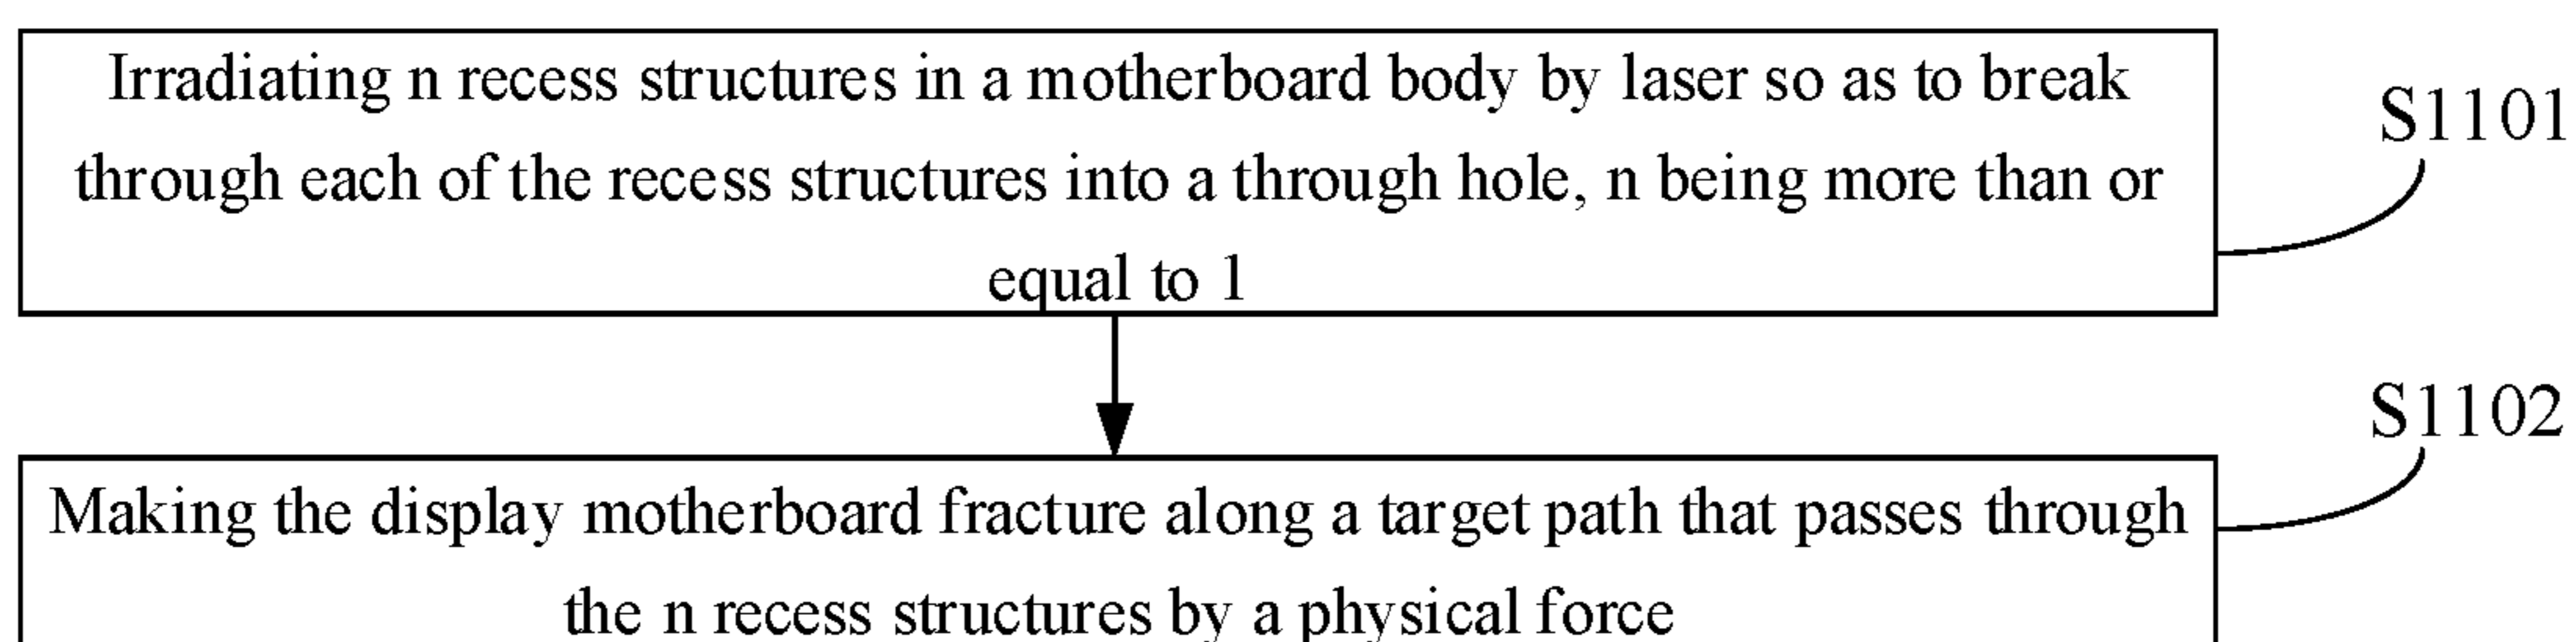 Irradiating n recess structures in a motherboard body by laser so as to break
through each of the recess structures into a through hole, n being more than or
equal to 1
S1101
Making the display motherboard fracture along a target path that passes through
the n recess structures by a physical force
S1102